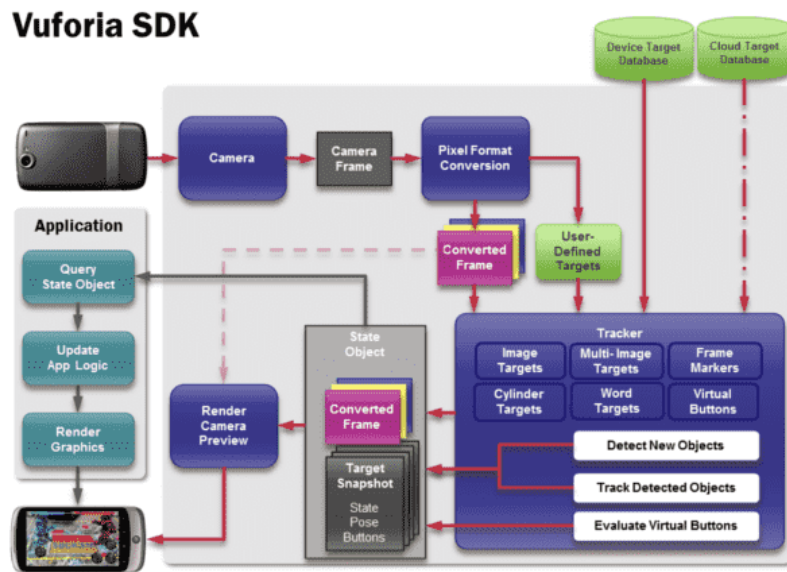 Vuforia SDK
Device Target
Database
Cloud Target
Database
Camera
Camera
Frame
Pixel Format
Conversion
Application
Query
State Object
Update
App Logic
Render
Graphics
Converted
Frame
User-
Defined
Targets
State
Object
Converted
Frame
Target
Snapshot
State
Pose
Buttons
Render
Camera
Preview
Tracker
Image
Targets
Multi-Image
Targets
Frame
Markers
Cylinder
Targets
Word
Targets
Virtual
Buttons
Detect New Objects
Track Detected Objects
Evaluate Virtual Buttons